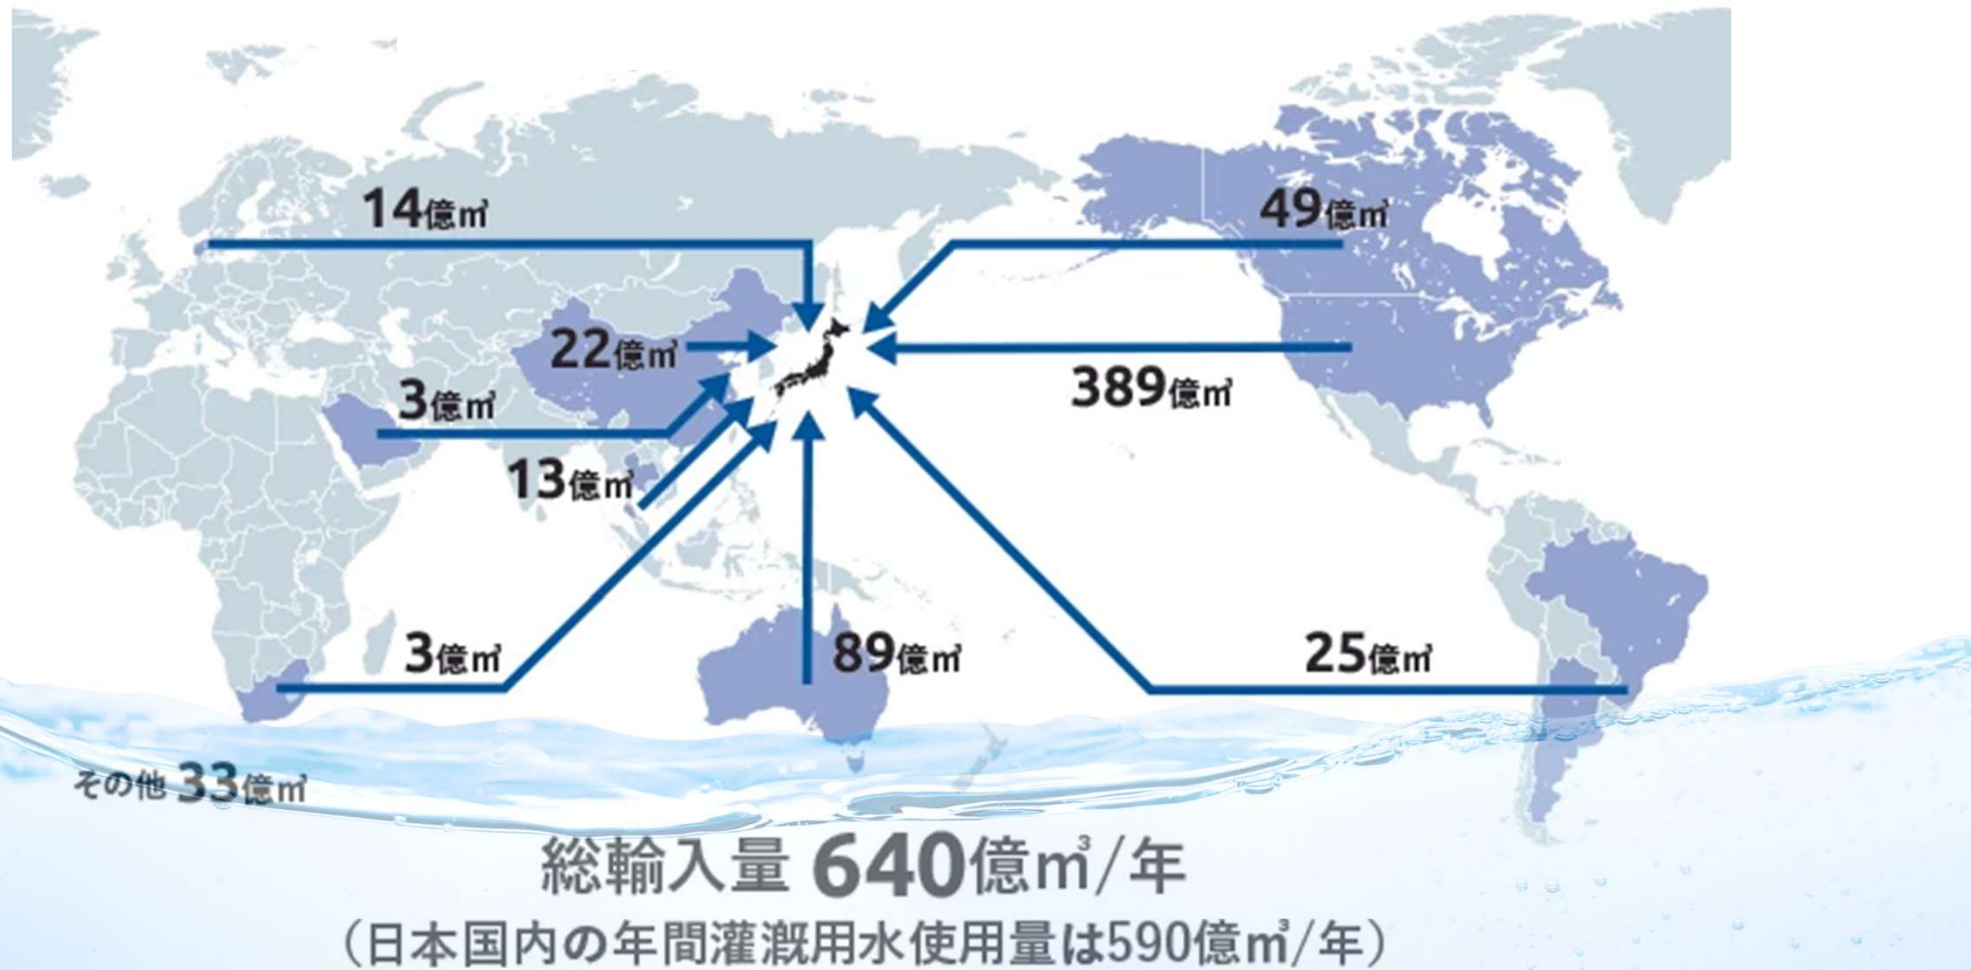 14億㎥
49億㎥
22億㎥
389億㎥
3億㎥
13億㎥
3億㎥
89億㎥
25億㎥
その他 33億㎥
総輸入量 640億㎥/年
（日本国内の年間灌漑用水使用量は590億㎥/年）